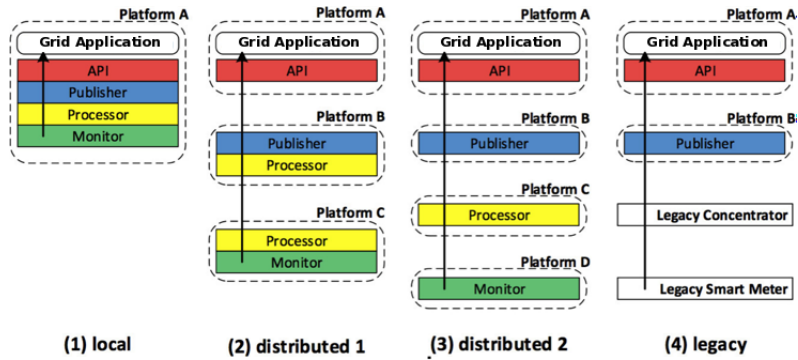 Platform A
Grid Application
API
Publisher
Processor
Monitor
(1) local
Platform A
Grid Application
API
Platform B
Publisher
Processor
Platform C
Processor
Monitor
(2) distributed 1
Platform A
Grid Application
API
Platform B
Publisher
Platform C
Processor
Platform D
Monitor
(3) distributed 2
Platform A
Grid Application
API
Platform B
Publisher
Legacy Concentrator
Legacy Smart Meter
(4) legacy